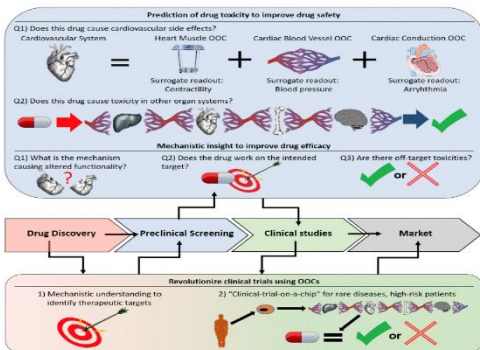 Prediction of drug toxicity to improve drug safety
Q1) Does this drug cause cardiovascular side effects?
Cardiovascular System
Heart Muscle OOC
Cardiac Blood Vessel OOC
Cardiac Conduction OOC
=
+
+
Surrogate readout:
Contractility
Surrogate readout:
Blood pressure
Surrogate readout:
Arryhthmia
Q2) Does this drug cause toxicity in other organ systems?
Mechanistic insight to improve drug efficacy
Q1) What is the mechanism
causing altered functionality?
?
Q2) Does the drug work on the intended
target?
Q3) Are there off-target toxicities?
or
Drug Discovery
Preclinical Screening
Clinical studies
Market
Revolutionize clinical trials using OOCs
1) Mechanistic understanding to
identify therapeutic targets
2) "Clinical-trial-on-a-chip" for rare diseases, high-risk patients
=
or